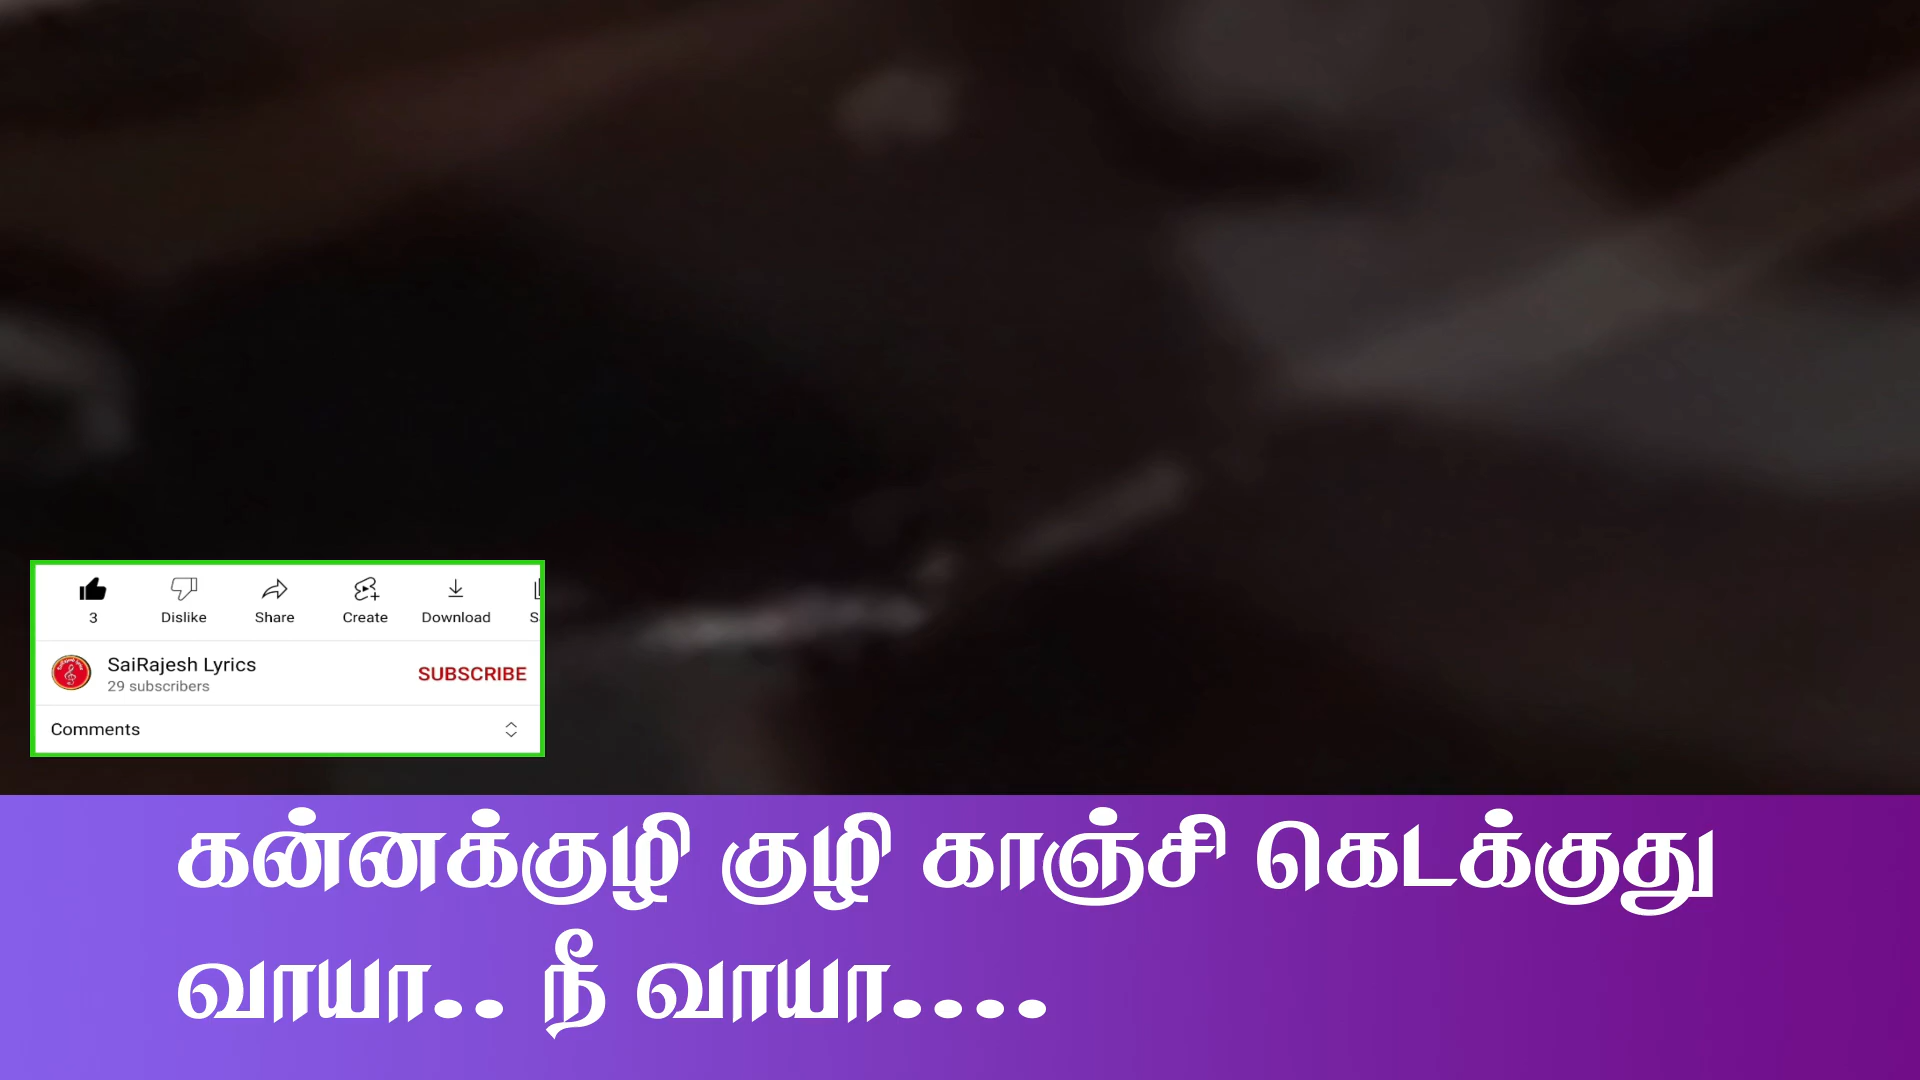 3 Dislike Share Create Download
SaiRajesh Lyrics
29 subscribers
SUBSCRIBE
Comments
கன்னக்குழி குழி காஞ்சி கெடக்குது
வாயா.. நீ வாயா....